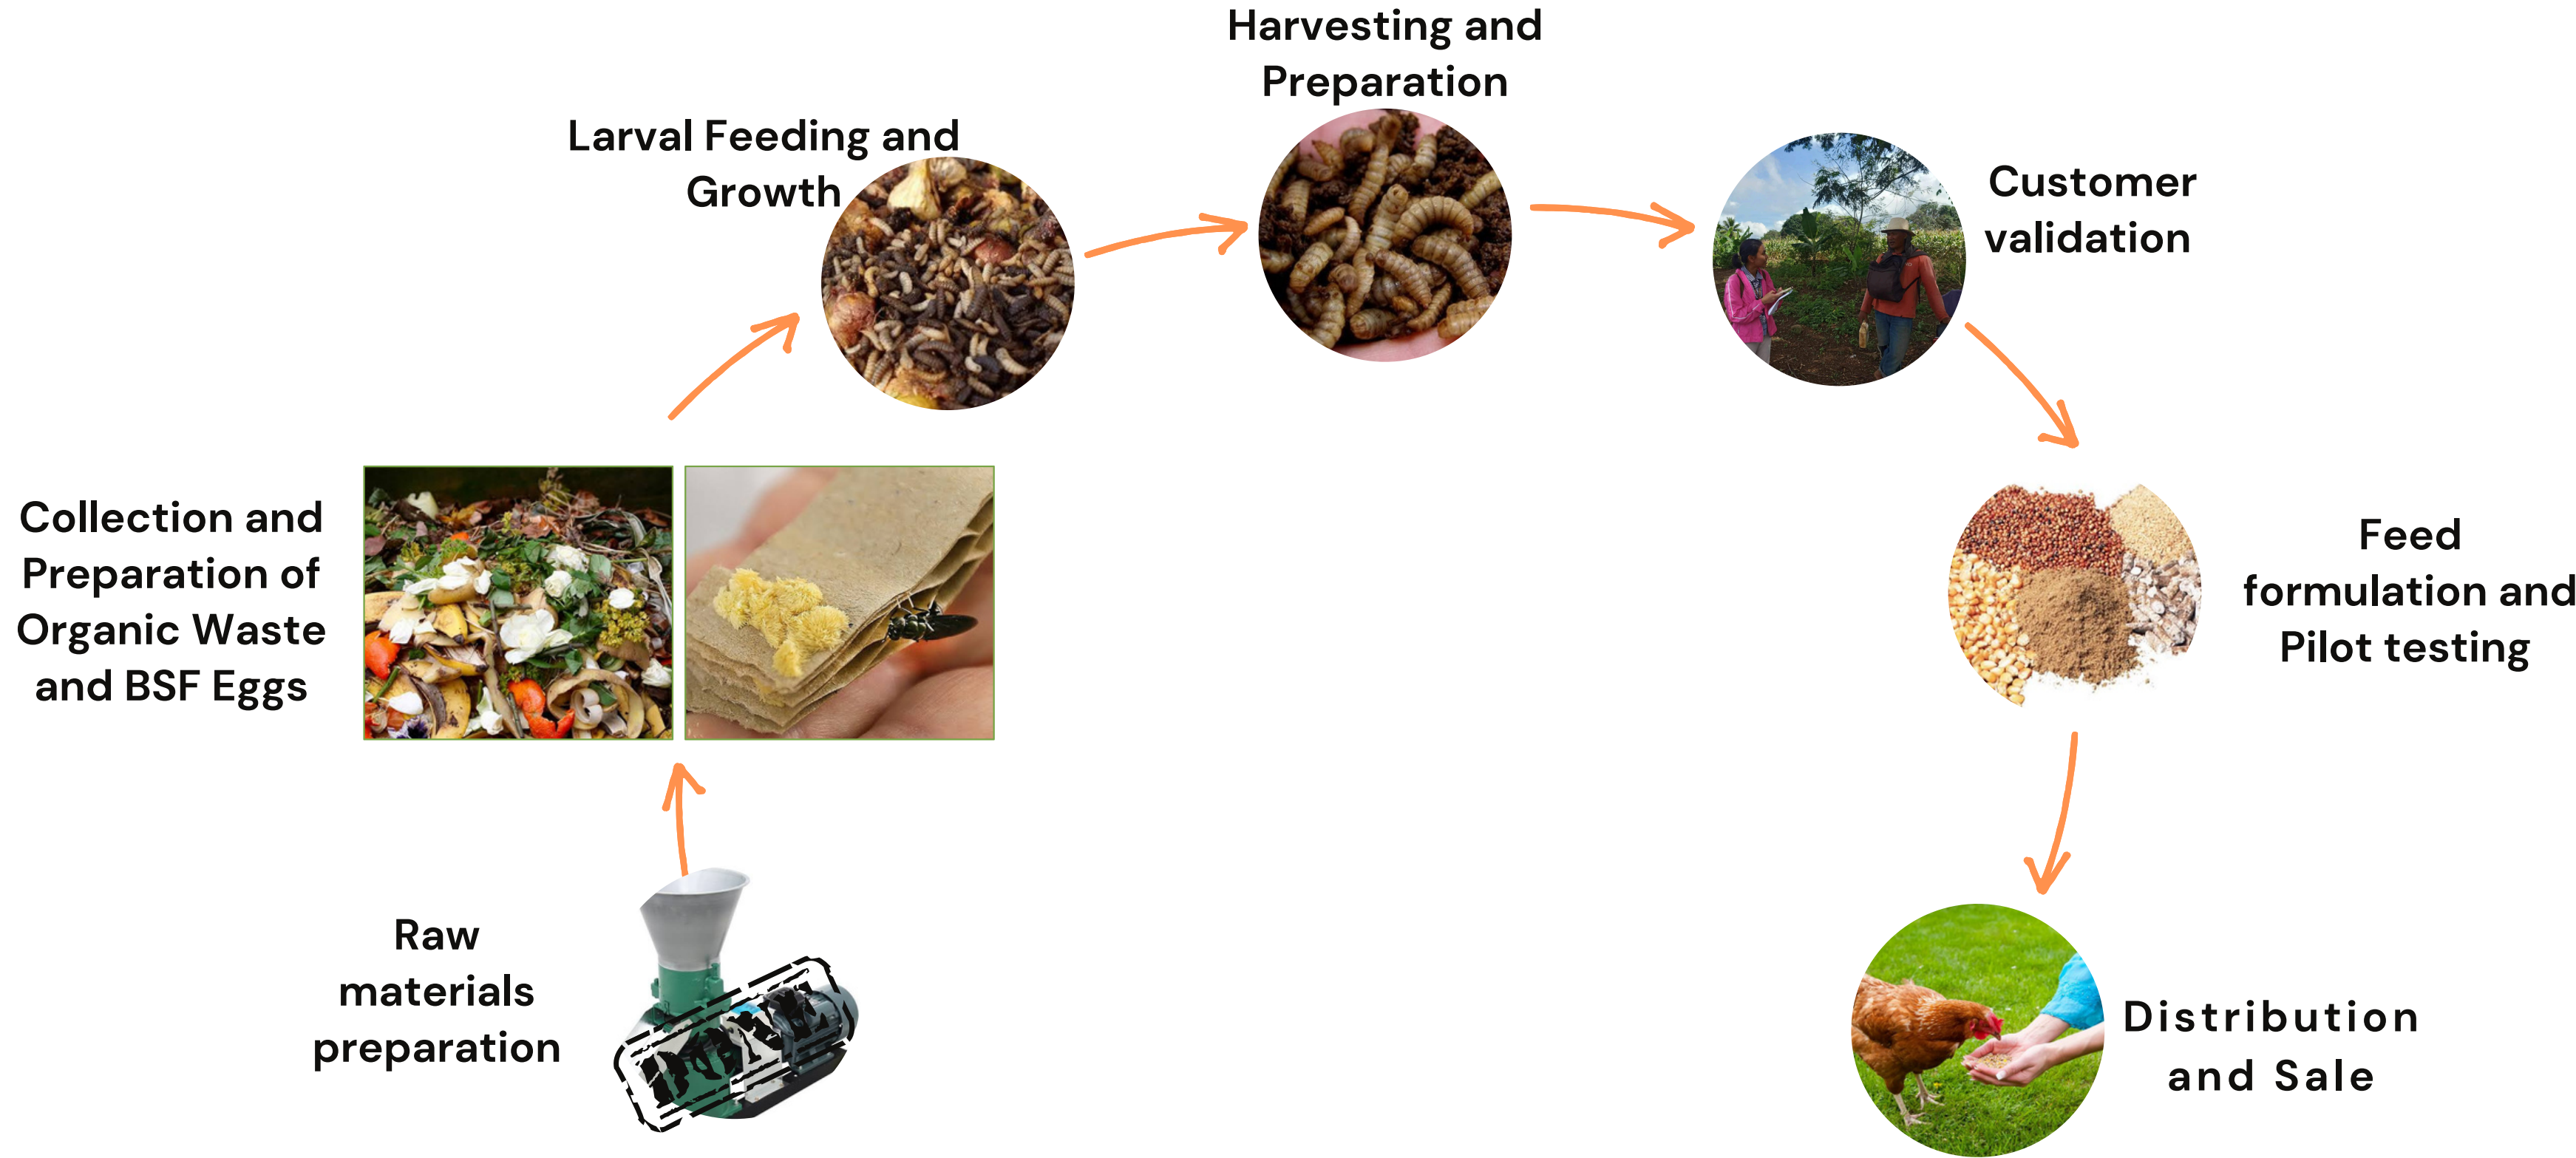 Harvesting and
Preparation
Larval Feeding and
Growth
Customer
validation
Collection and
Preparation of
Organic Waste
and BSF Eggs
Feed
formulation and
Pilot testing
Raw
materials
preparation
Distribution
and Sale